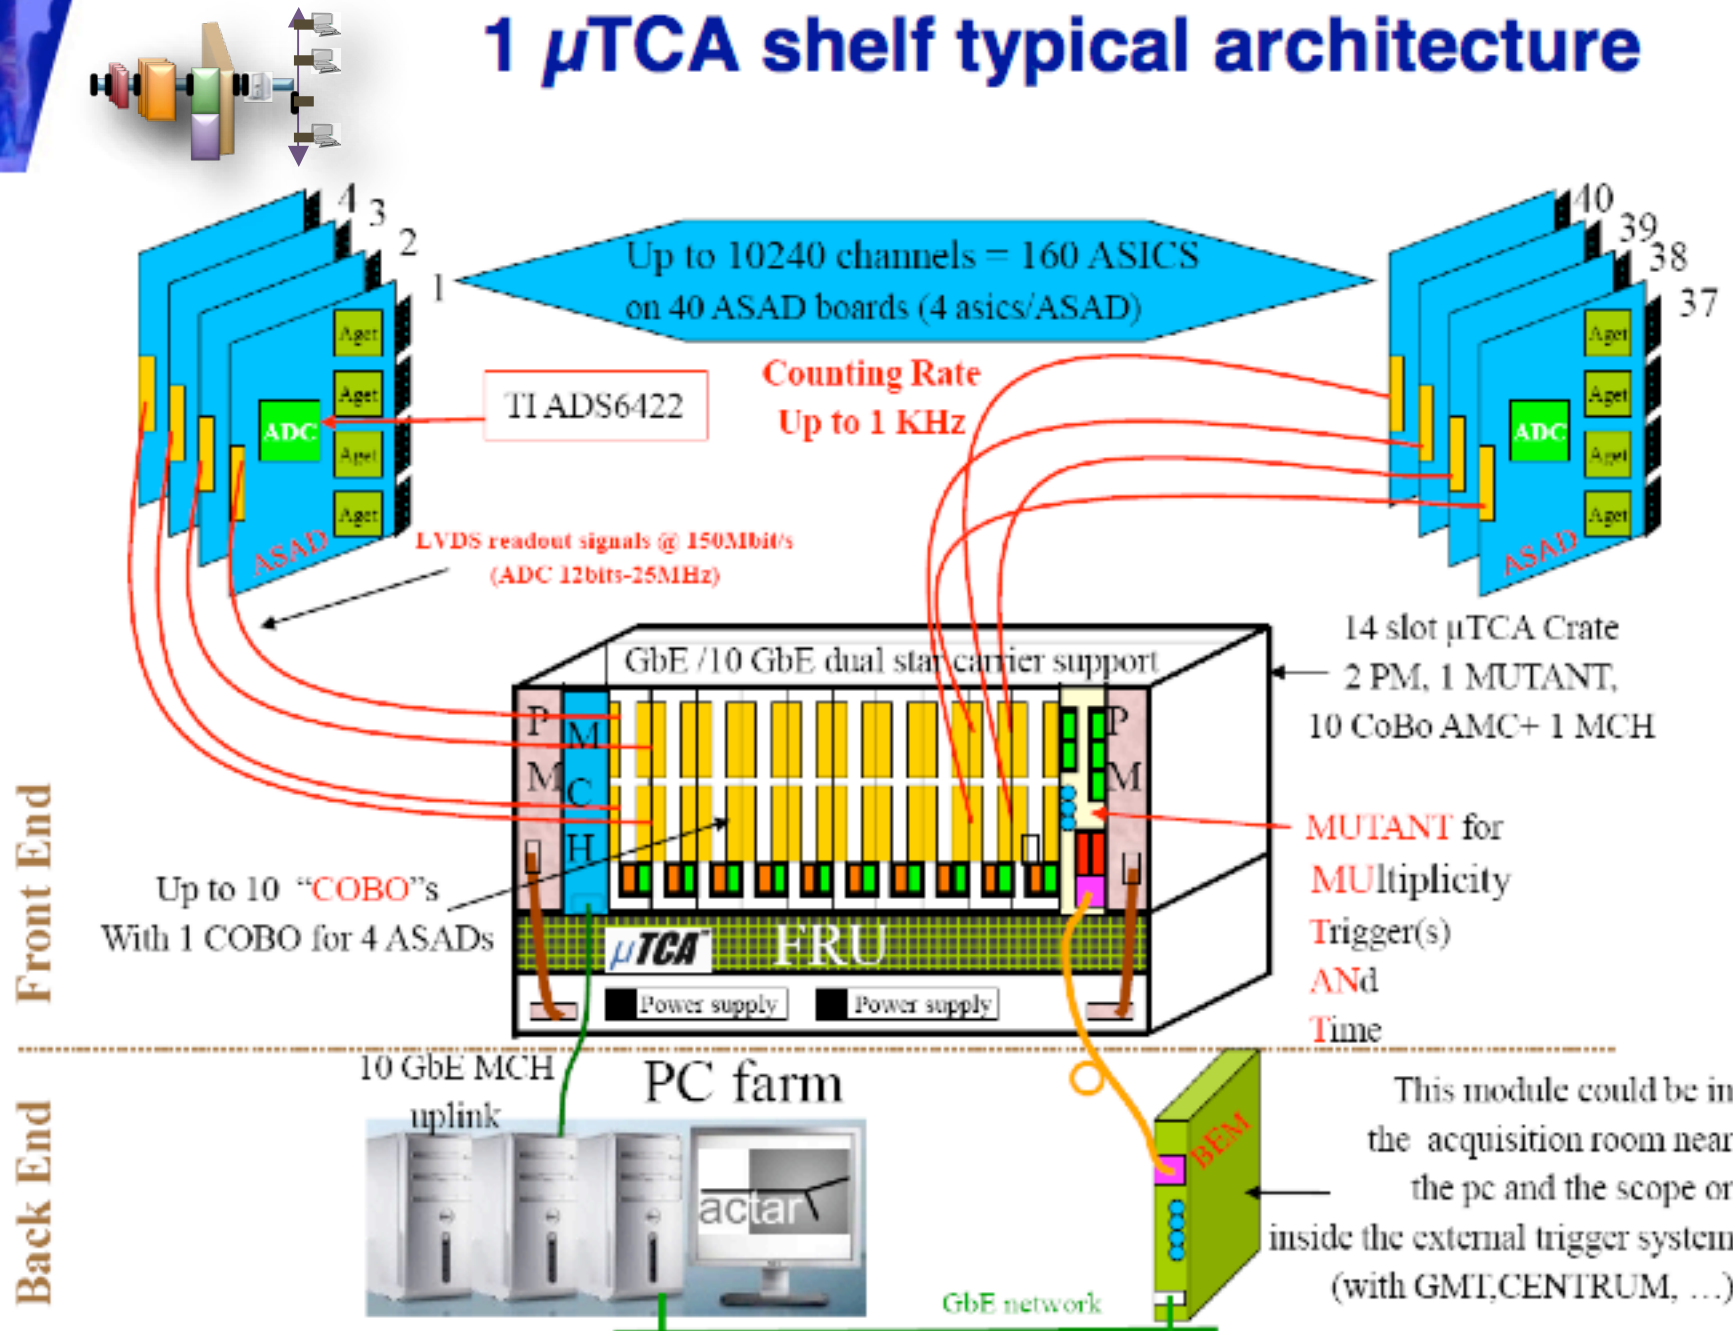 1 µTCA shelf typical architecture
4
3
2
1
40
39
38
37
Up to 10240 channels = 160 ASICS
on 40 ASAD boards (4 asics/ASAD)
Counting Rate
Up to 1 KHz
TI ADS6422
ADC
Aget
Aget
Aget
Aget
ASAD
ADC
Aget
Aget
Aget
Aget
ASAD
LVDS readout signals @ 150Mbit/s
(ADC 12bits-25MHz)
14 slot µTCA Crate
2 PM, 1 MUTANT,
10 CoBo AMC+ 1 MCH
GbE /10 GbE dual star carrier support
P
M
M
C
H
P
M
MUTANT for
MUltiplicity
Trigger(s)
ANd
Time
Up to 10 “COBO”s
With 1 COBO for 4 ASADs
µTCA™
FRU
Power supply
Power supply
Front End
Back End
10 GbE MCH
uplink
PC farm
actar
BEM
This module could be in
the acquisition room near
the pc and the scope or
inside the external trigger system
(with GMT,CENTRUM, …)
GbE network